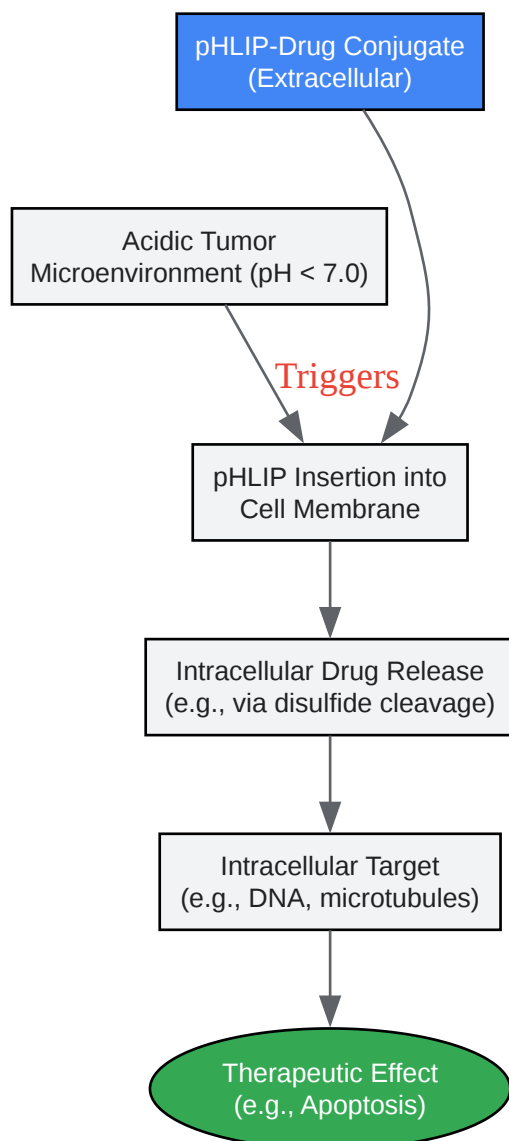 pHLIP-Drug Conjugate
(Extracellular)
Acidic Tumor
Microenvironment (pH < 7.0)
Triggers
pHLIP Insertion into
Cell Membrane
Intracellular Drug Release
(e.g., via disulfide cleavage)
Intracellular Target
(e.g., DNA, microtubules)
Therapeutic Effect
(e.g., Apoptosis)